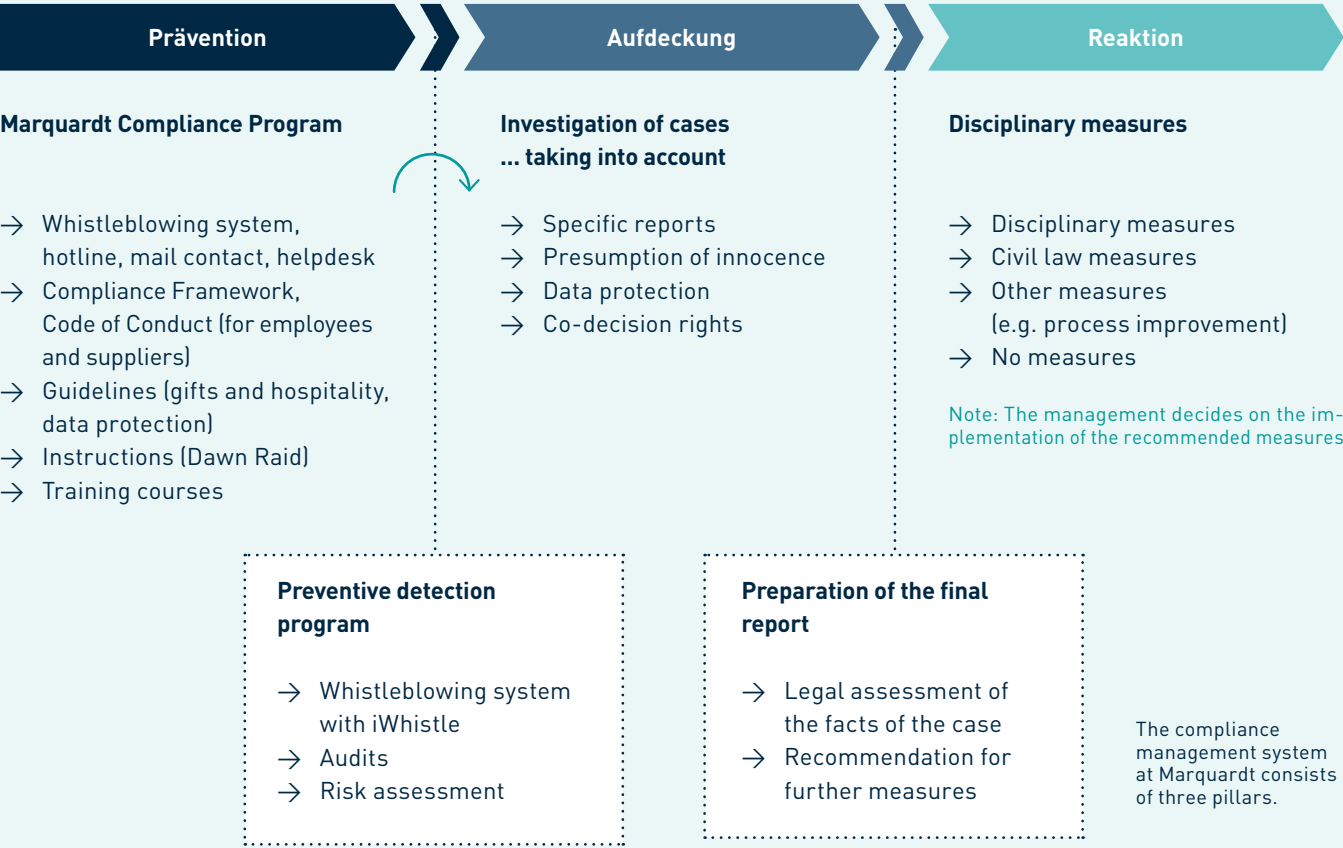 Prävention
Aufdeckung
Reaktion
Marquardt Compliance Program
→ Whistleblowing system,
hotline, mail contact, helpdesk
→ Compliance Framework,
Code of Conduct (for employees
and suppliers)
→ Guidelines (gifts and hospitality,
data protection)
→ Instructions (Dawn Raid)
→ Training courses
Investigation of cases
... taking into account
→ Specific reports
→ Presumption of innocence
→ Data protection
→ Co-decision rights
Disciplinary measures
→ Disciplinary measures
→ Civil law measures
→ Other measures
(e.g. process improvement)
→ No measures
Note: The management decides on the im-
plementation of the recommended measures
Preventive detection
program
→ Whistleblowing system
with iWhistle
→ Audits
→ Risk assessment
Preparation of the final
report
→ Legal assessment of
the facts of the case
→ Recommendation for
further measures
The compliance
management system
at Marquardt consists
of three pillars.